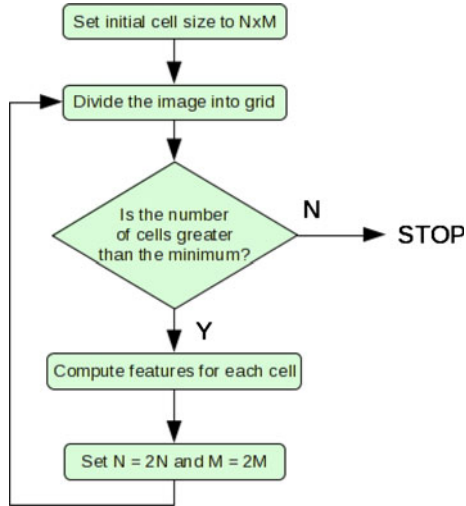 Set initial cell size to NxM
Divide the image into grid
Is the number
of cells greater
than the minimum?
N
STOP
Y
Compute features for each cell
Set N = 2N and M = 2M